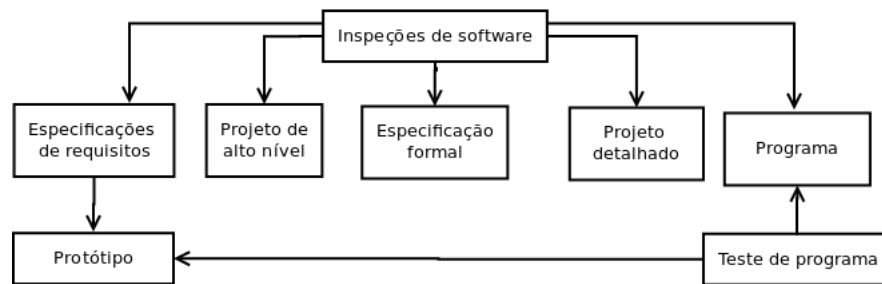 Inspeções de software
Especificações
de requisitos
Projeto de
alto nível
Especificação
formal
Projeto
detalhado
Programa
Protótipo
Teste de programa